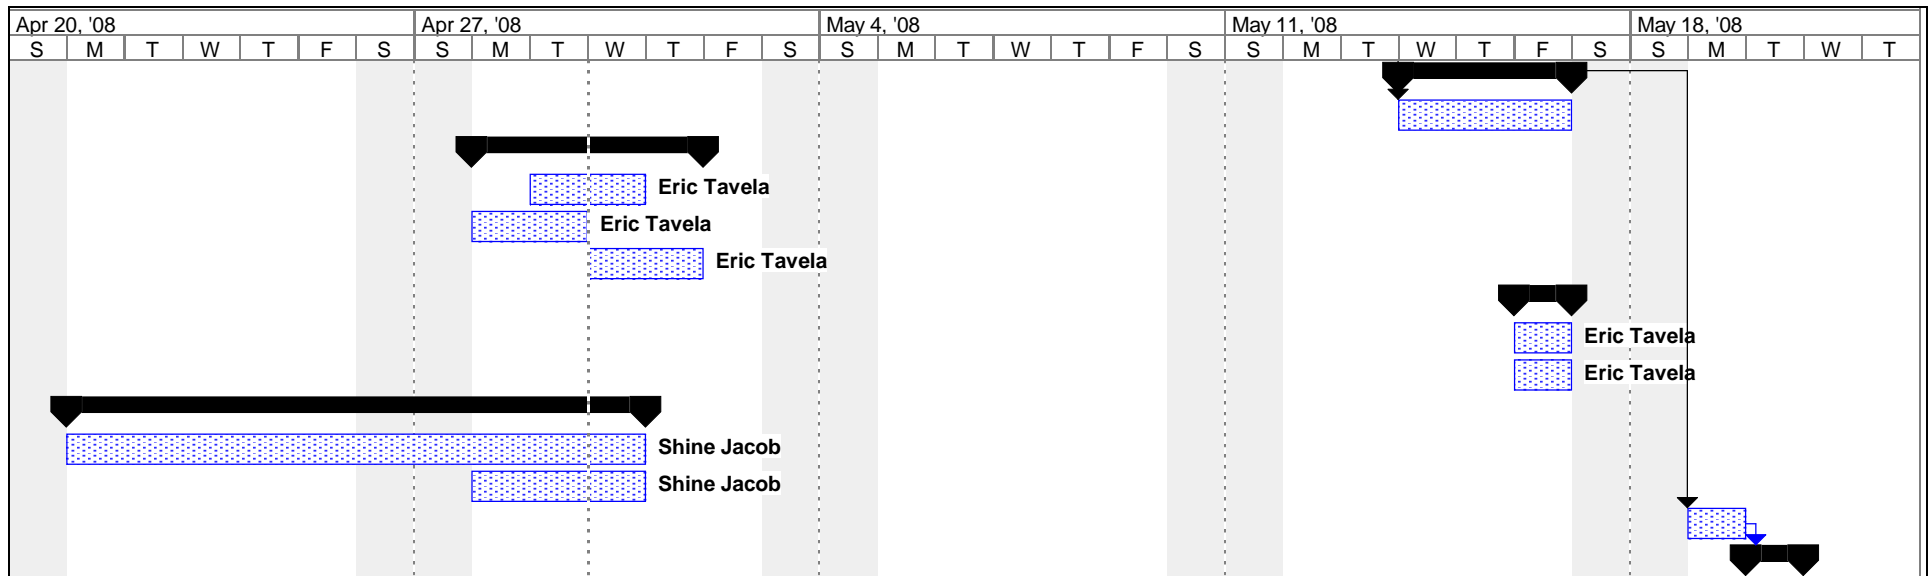 Apr 20, '08 Apr 27, '08 May 4, '08 May 11, '08 May 18, '08
S M T W T F S S M T W T F S S M T W T F S S M T W T F S S M T W T
Eric Tavela
Eric Tavela
Eric Tavela
Eric Tavela
Eric Tavela
Shine Jacob
Shine Jacob